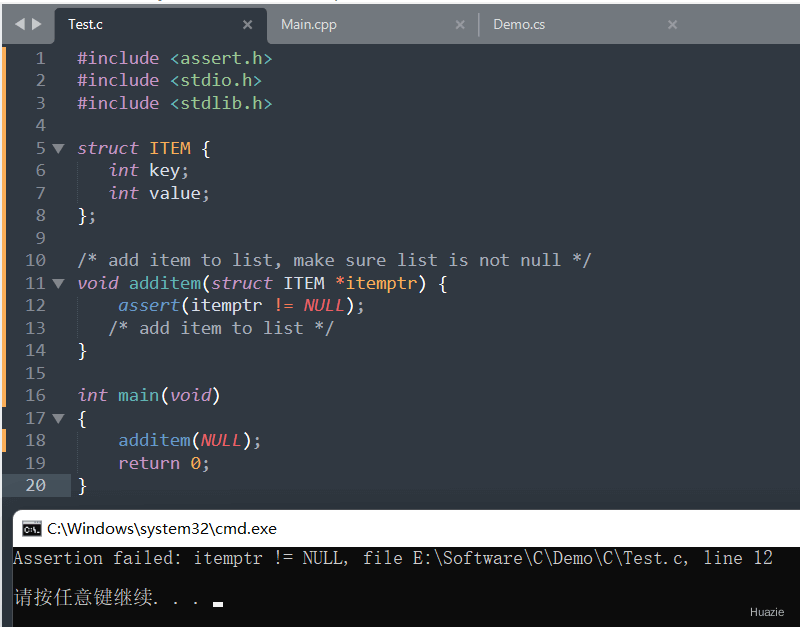 Test.c
Main.cpp
Demo.cs
1 #include <assert.h>
2 #include <stdio.h>
3 #include <stdlib.h>
4
5 struct ITEM {
6 int key;
7 int value;
8 };
9
10 /* add item to list, make sure list is not null */
11 void additem(struct ITEM *itemptr) {
12 assert(itemptr != NULL);
13 /* add item to list */
14 }
15
16 int main(void)
17 {
18 additem(NULL);
19 return 0;
20 }
C:\Windows\system32\cmd.exe
Assertion failed: itemptr != NULL, file E:\Software\C\Demo\C\Test.c, line 12
请按任意键继续. . .
Huazie